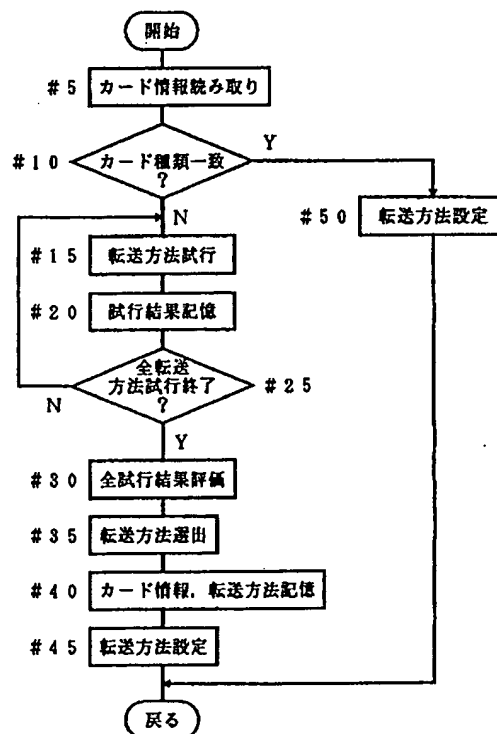 開始
#5 カード情報読み取り
#10 カード種類一致
?
Y
N
#50 転送方法設定
#15 転送方法試行
#20 試行結果記憶
全転送
方法試行終了
?
#25
N
Y
#30 全試行結果評価
#35 転送方法選出
#40 カード情報，転送方法記憶
#45 転送方法設定
戻る